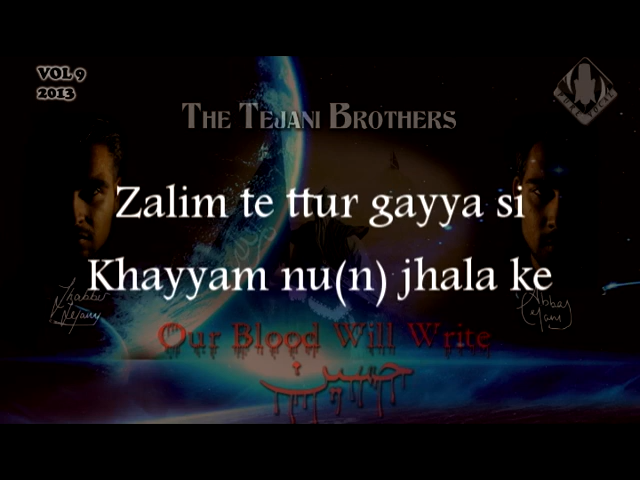 VOL 9
2013
THE TEJANI BROTHERS
Zalim te ttur gayya si
Khayyam nu(n) jhala ke
Our Blood Will Write
حسین